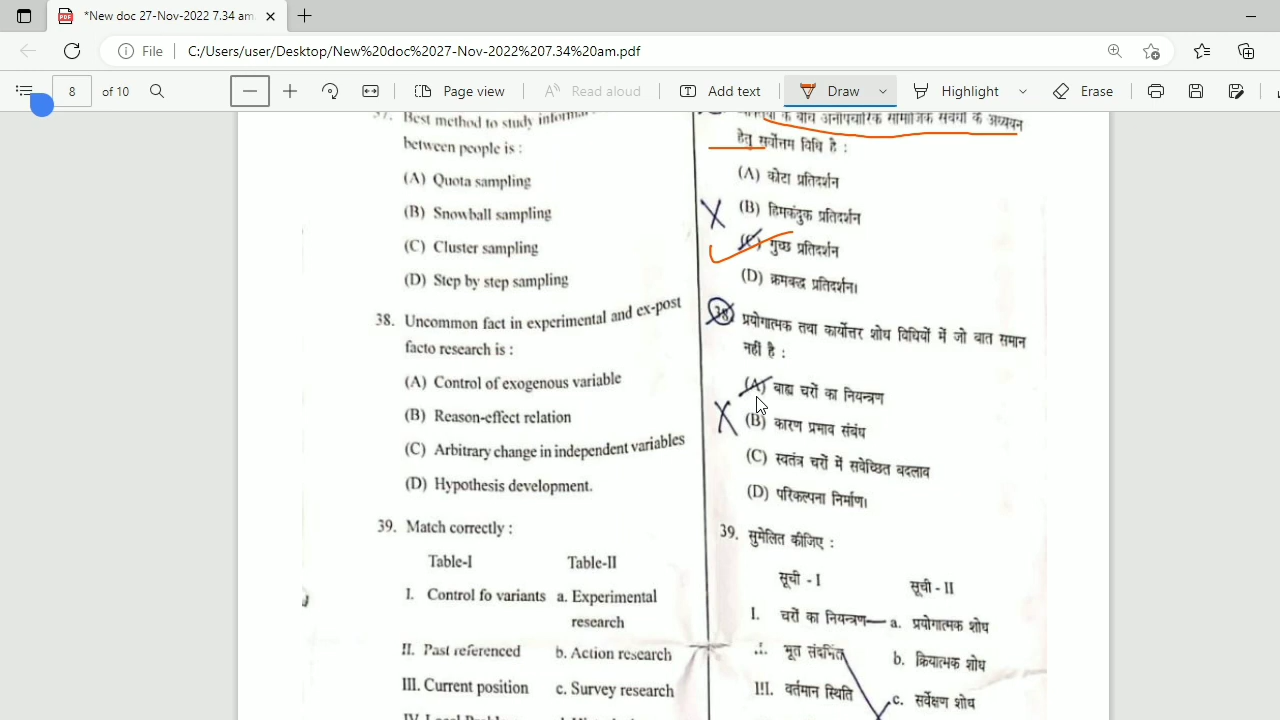 *New doc 27-Nov-2022 7.34 am
File
C:/Users/user/Desktop/New%20doc%2027-Nov-2022%207.34%20am.pdf
8
of 10
Page view
Read aloud
Add text
Draw
Highlight
Erase
37. Best method to study
between people is :
(A) Quota sampling
(B) Snowball sampling
(C) Cluster sampling
(D) Step by step sampling
38. Uncommon fact in experimental and ex-post
facto research is :
(A) Control of exogenous variable
(B) Reason-effect relation
(C) Arbitrary change in independent variables
(D) Hypothesis development.
39. Match correctly :
Table-I Table-II
I. Control fo variants a. Experimental
research
II. Past referenced b. Action research
III. Current position c. Survey research
के बीच अनौपचारिक सामाजिक संबंधों के अध्ययन
हेतु सर्वोत्तम विधि है :
(A) कोटा प्रतिदर्शन
(B) हिमकंदुक प्रतिदर्शन
(C) गुच्छ प्रतिदर्शन
(D) क्रमबद्ध प्रतिदर्शन।
38. प्रयोगात्मक तथा कार्योत्तर शोध विधियों में जो बात समान
नहीं है :
(A) बाह्य चरों का नियन्त्रण
(B) कारण प्रभाव संबंध
(C) स्वतंत्र चरों में सवेच्छित बदलाव
(D) परिकल्पना निर्माण।
39. सुमेलित कीजिए :
सूची - I सूची - II
I. चरों का नियन्त्रण a. प्रयोगात्मक शोध
भूत संदर्भित b. क्रियात्मक शोध
III. वर्तमान स्थिति c. सर्वेक्षण शोध